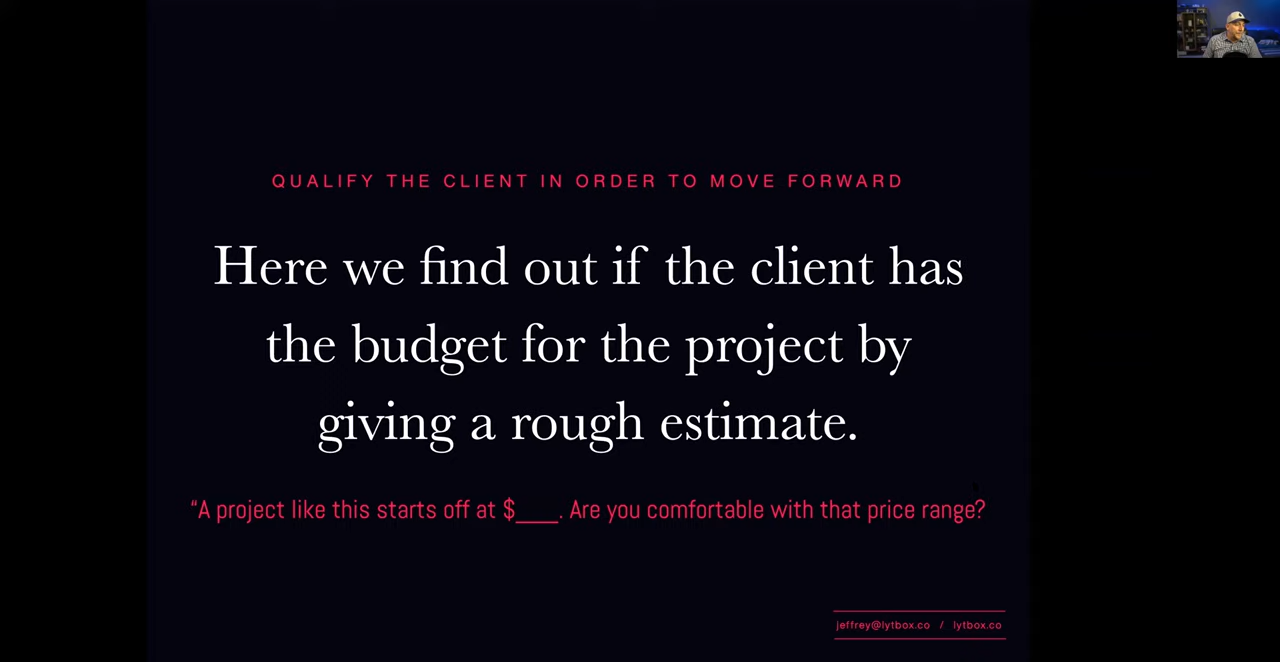 QUALIFY THE CLIENT IN ORDER TO MOVE FORWARD
Here we find out if the client has
the budget for the project by
giving a rough estimate.
“A project like this starts off at $___. Are you comfortable with that price range?
jeffrey@lytbox.co / lytbox.co